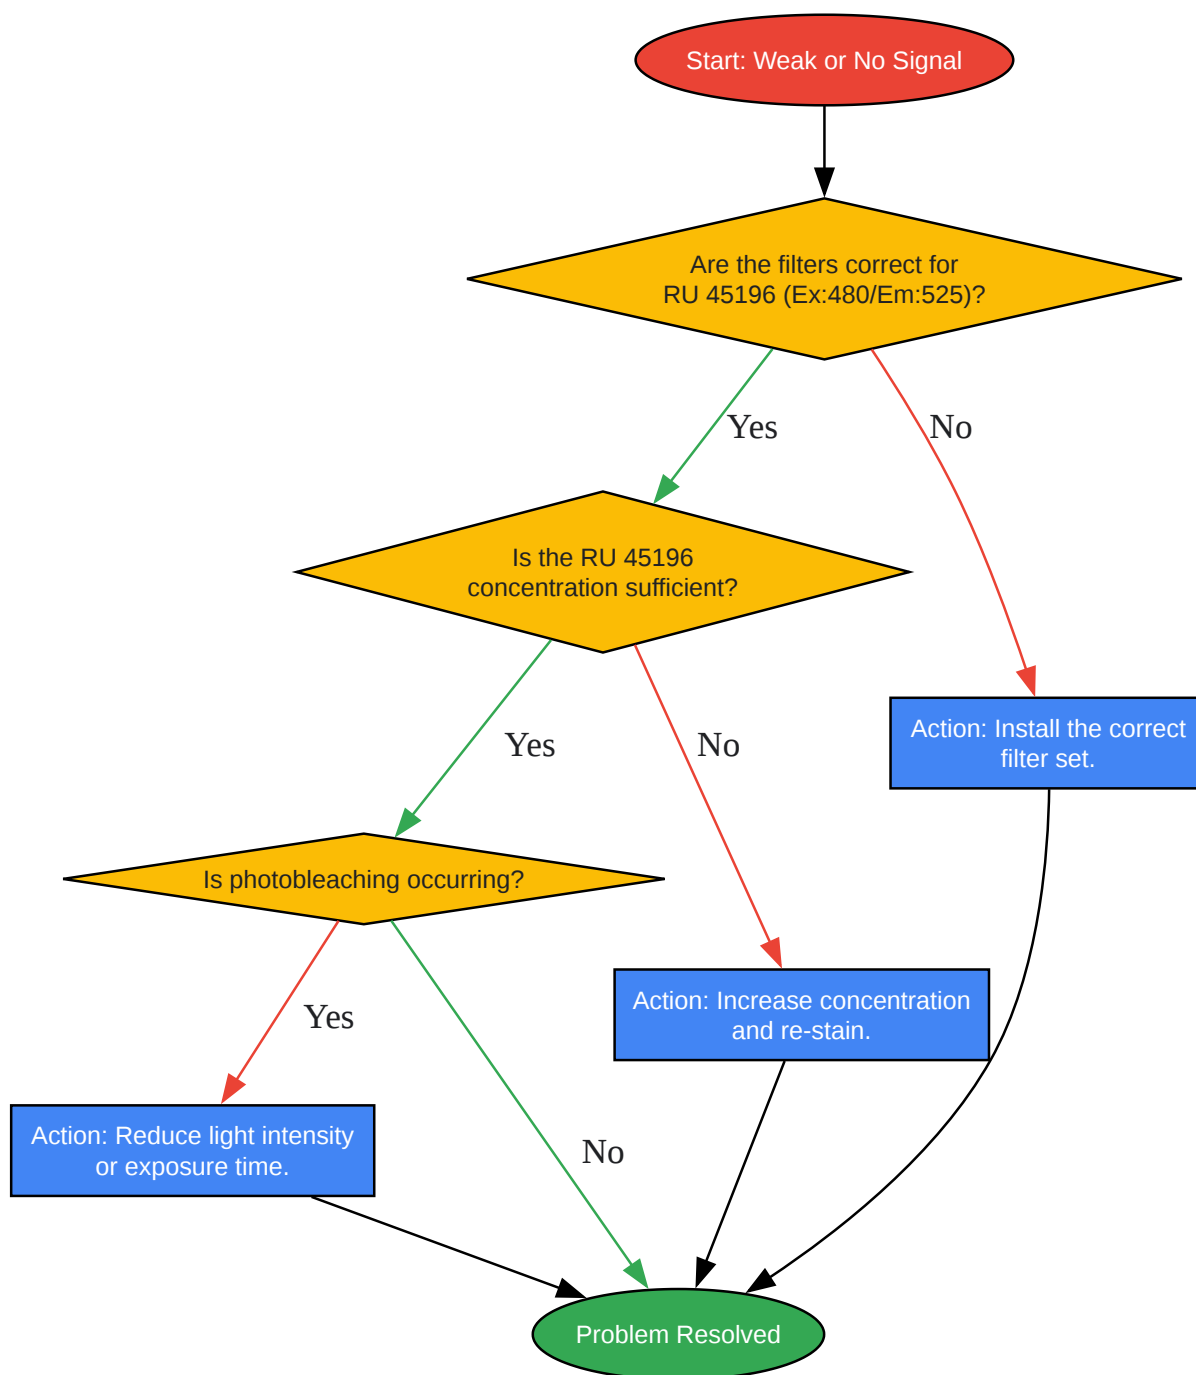 Start: Weak or No Signal
Are the filters correct for
RU 45196 (Ex:480/Em:525)?
Yes
No
Is the RU 45196
concentration sufficient?
Yes
No
Action: Install the correct
filter set.
Is photobleaching occurring?
Yes
Action: Increase concentration
and re-stain.
Action: Reduce light intensity
or exposure time.
No
Problem Resolved